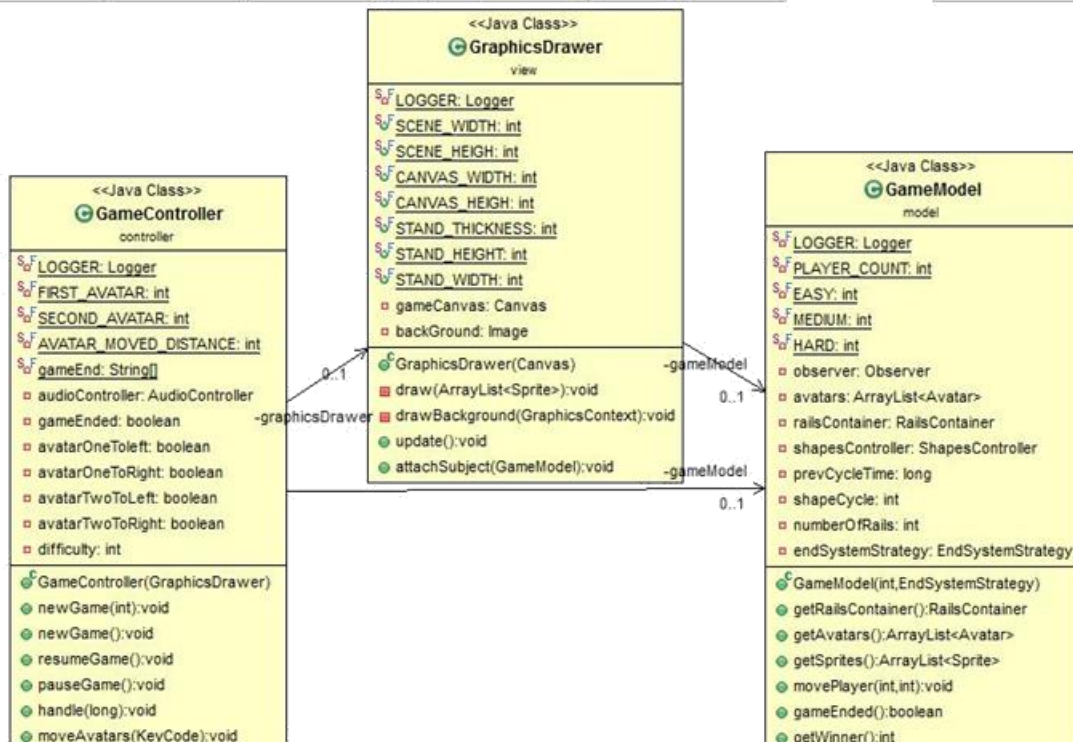 <<Java Class>>
GraphicsDrawer
view
LOGGER: Logger
SCENE_WIDTH: int
SCENE_HEIGH: int
CANVAS_WIDTH: int
CANVAS_HEIGH: int
STAND_THICKNESS: int
STAND_HEIGHT: int
STAND_WIDTH: int
gameCanvas: Canvas
backGround: Image
GraphicsDrawer(Canvas)
draw(ArrayList<Sprite>):void
drawBackground(GraphicsContext):void
update():void
attachSubject(GameModel):void
<<Java Class>>
GameController
controller
LOGGER: Logger
FIRST_AVATAR: int
SECOND_AVATAR: int
AVATAR_MOVED_DISTANCE: int
gameEnd: String[]
audioController: AudioController
gameEnded: boolean
avatarOneToleft: boolean
avatarOneToRight: boolean
avatarTwoToLeft: boolean
avatarTwoToRight: boolean
difficulty: int
GameController(GraphicsDrawer)
newGame(int):void
newGame():void
resumeGame():void
pauseGame():void
handle(long):void
moveAvatars(KeyCode):void
0..1
-graphicsDrawer
-gameModel
0..1
-gameModel
0..1
<<Java Class>>
GameModel
model
LOGGER: Logger
PLAYER_COUNT: int
EASY: int
MEDIUM: int
HARD: int
observer: Observer
avatars: ArrayList<Avatar>
railsContainer: RailsContainer
shapesController: ShapesController
prevCycleTime: long
shapeCycle: int
numberOfRails: int
endSystemStrategy: EndSystemStrategy
GameModel(int,EndSystemStrategy)
getRailsContainer():RailsContainer
getAvatars():ArrayList<Avatar>
getSprites():ArrayList<Sprite>
movePlayer(int,int):void
gameEnded():boolean
getWinner():int